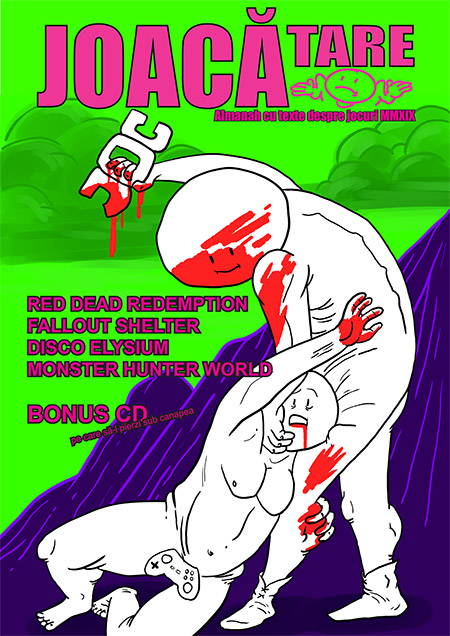 JOACĂ TARE
Almanah cu texte despre jocuri MMXIX
JOC
RED DEAD REDEMPTION
FALLOUT SHELTER
DISCO ELYSIUM
MONSTER HUNTER WORLD
BONUS CD
pe care să-l pierzi sub canapea